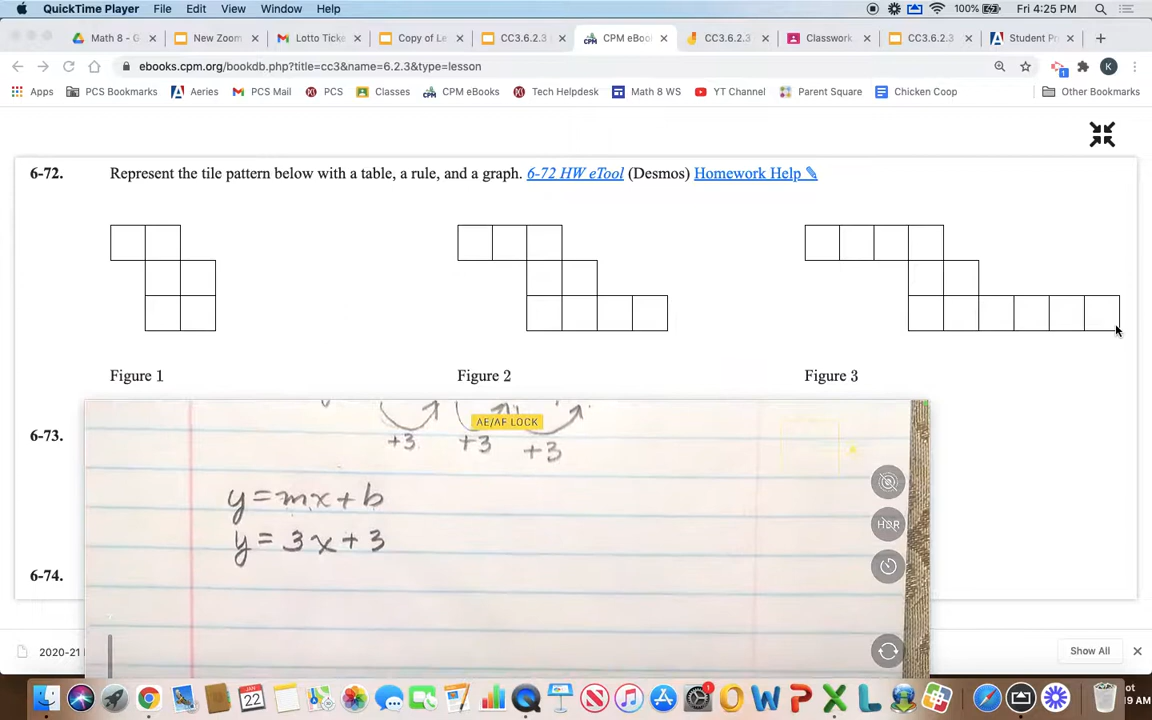 QuickTime Player File Edit View Window Help 100% Fri 4:25 PM
Math 8 - G New Zoom Lotto Ticke Copy of Le CC3.6.2.3 CPM eBoo CC3.6.2.3 Classwork CC3.6.2.3 Student Pr
ebooks.cpm.org/bookdb.php?title=cc3&name=6.2.3&type=lesson K
Apps PCS Bookmarks Aeries PCS Mail PCS Classes CPM eBooks Tech Helpdesk Math 8 WS YT Channel Parent Square Chicken Coop Other Bookmarks
6-72. Represent the tile pattern below with a table, a rule, and a graph. 6-72 HW eTool (Desmos) Homework Help
Figure 1 Figure 2 Figure 3
AE/AF LOCK
6-73.
+3 +3 +3
y=mx+b
HDR
y= 3x+3
6-74.
2020-21 Show All
JAN
22